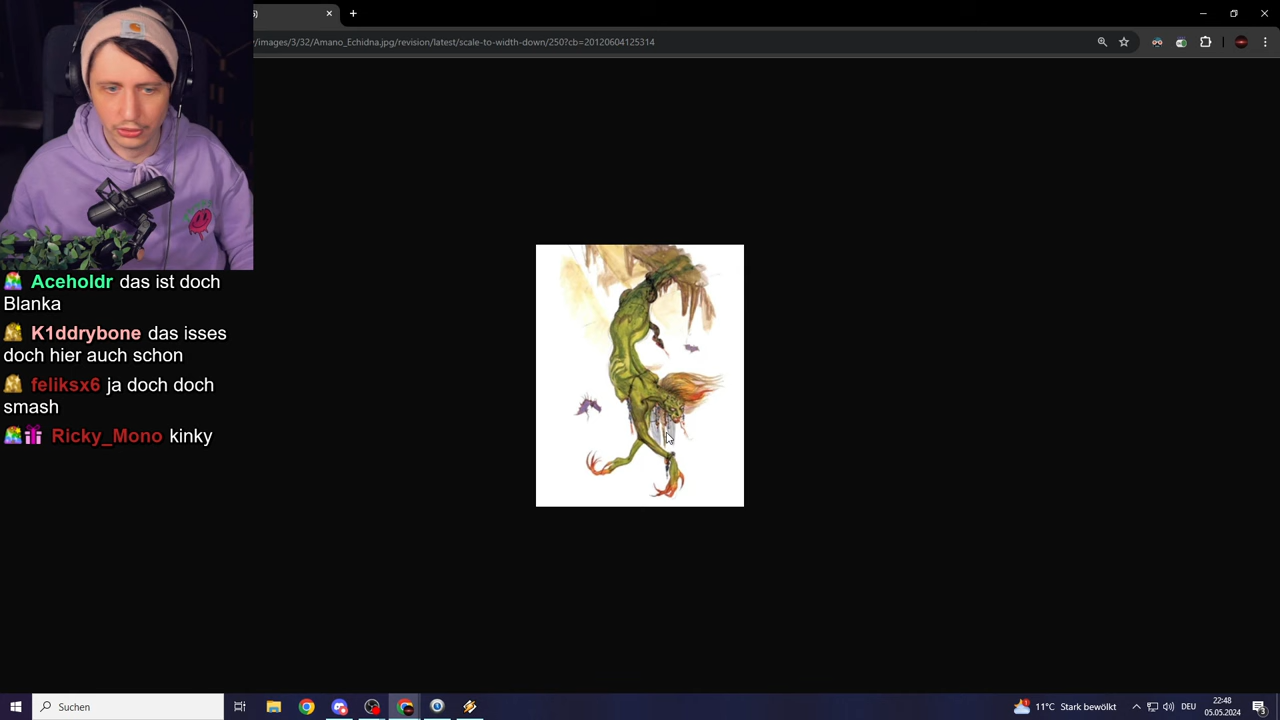 6)
/images/3/32/Amano_Echidna.jpg/revision/latest/scale-to-width-down/250?cb=20120604125314
Aceholdr das ist doch
Blanka
K1ddrybone das isses
doch hier auch schon
feliksx6 ja doch doch
smash
Ricky_Mono kinky
Suchen
11°C Stark bewölkt
DEU
22:48
05.05.2024